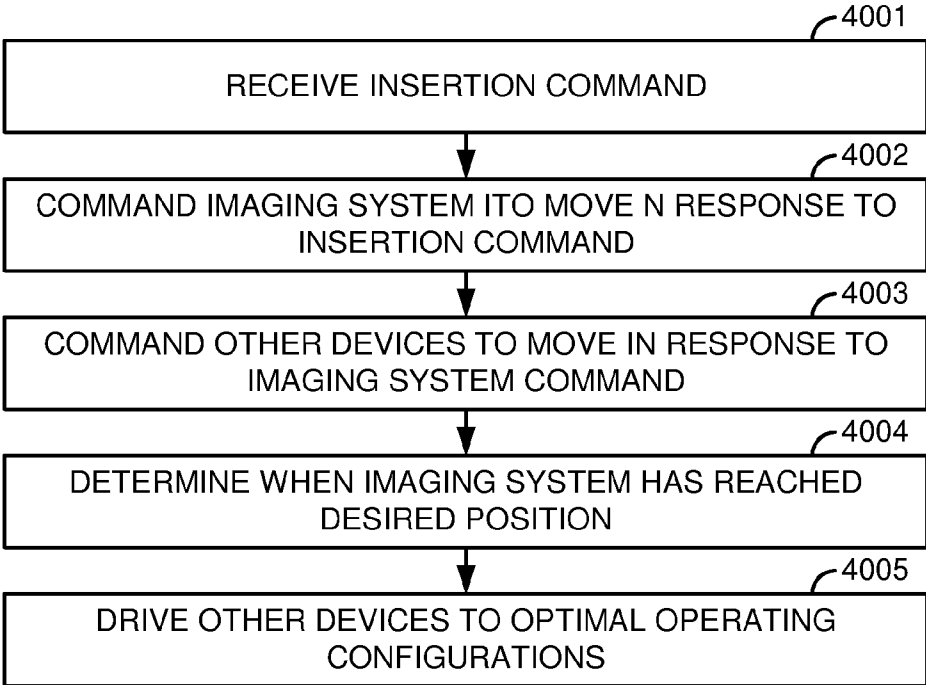 4001
RECEIVE INSERTION COMMAND
4002
COMMAND IMAGING SYSTEM ITO MOVE N RESPONSE TO
INSERTION COMMAND
4003
COMMAND OTHER DEVICES TO MOVE IN RESPONSE TO
IMAGING SYSTEM COMMAND
4004
DETERMINE WHEN IMAGING SYSTEM HAS REACHED
DESIRED POSITION
4005
DRIVE OTHER DEVICES TO OPTIMAL OPERATING
CONFIGURATIONS